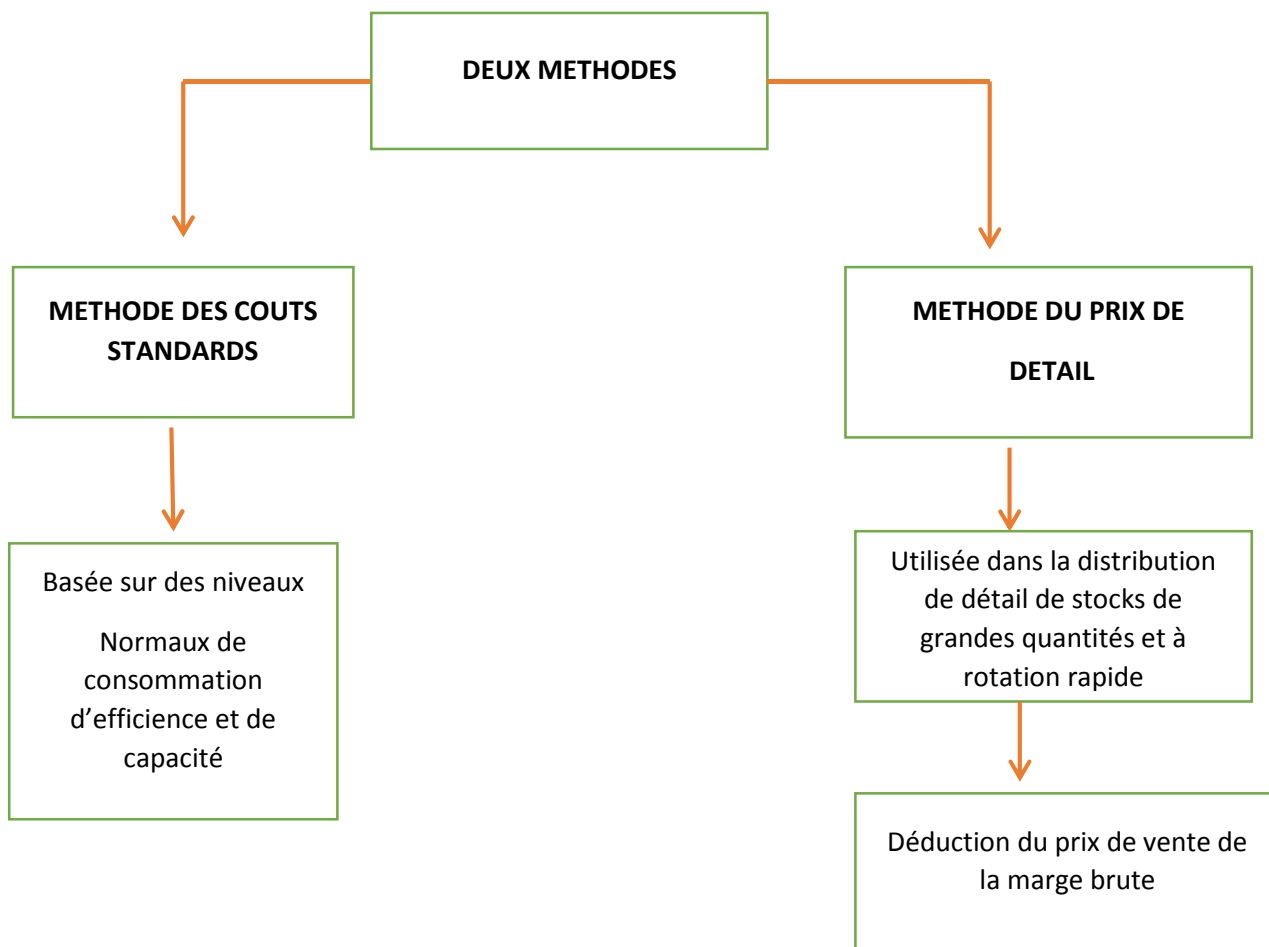 DEUX METHODES
METHODE DES COUTS
STANDARDS
METHODE DU PRIX DE
DETAIL
Basée sur des niveaux
Normaux de
consommation
d’efficience et de
capacité
Utilisée dans la distribution
de détail de stocks de
grandes quantités et à
rotation rapide
Déduction du prix de vente de
la marge brute